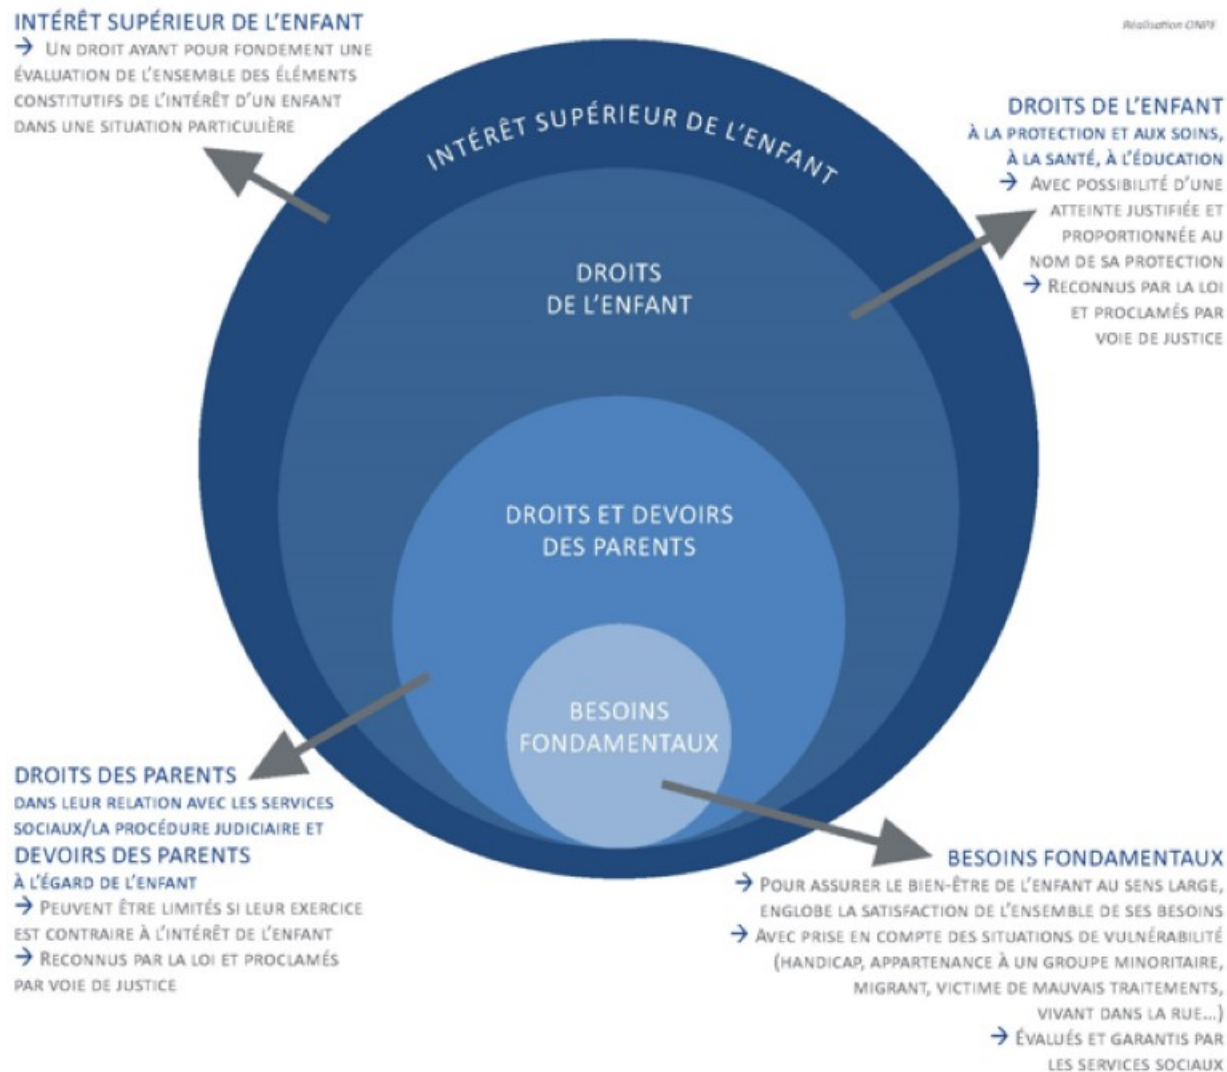 INTÉRÊT SUPÉRIEUR DE L'ENFANT
→ UN DROIT AYANT POUR FONDEMENT UNE
ÉVALUATION DE L'ENSEMBLE DES ÉLÉMENTS
CONSTITUTIFS DE L'INTÉRÊT D'UN ENFANT
DANS UNE SITUATION PARTICULIÈRE
Réalisation ONPE
DROITS DE L'ENFANT
À LA PROTECTION ET AUX SOINS,
À LA SANTÉ, À L'ÉDUCATION
→ AVEC POSSIBILITÉ D'UNE
ATTEINTE JUSTIFIÉE ET
PROPORTIONNÉE AU
NOM DE SA PROTECTION
→ RECONNUS PAR LA LOI
ET PROCLAMÉS PAR
VOIE DE JUSTICE
INTÉRÊT SUPÉRIEUR DE L'ENFANT
DROITS
DE L'ENFANT
DROITS ET DEVOIRS
DES PARENTS
BESOINS
FONDAMENTAUX
DROITS DES PARENTS
DANS LEUR RELATION AVEC LES SERVICES
SOCIAUX/LA PROCÉDURE JUDICIAIRE ET
DEVOIRS DES PARENTS
À L'ÉGARD DE L'ENFANT
→ PEUVENT ÊTRE LIMITÉS SI LEUR EXERCICE
EST CONTRAIRE À L'INTÉRÊT DE L'ENFANT
→ RECONNUS PAR LA LOI ET PROCLAMÉS
PAR VOIE DE JUSTICE
BESOINS FONDAMENTAUX
→ POUR ASSURER LE BIEN-ÊTRE DE L'ENFANT AU SENS LARGE,
ENGLOBE LA SATISFACTION DE L'ENSEMBLE DE SES BESOINS
→ AVEC PRISE EN COMPTE DES SITUATIONS DE VULNÉRABILITÉ
(HANDICAP, APPARTENANCE À UN GROUPE MINORITAIRE,
MIGRANT, VICTIME DE MAUVAIS TRAITEMENTS,
VIVANT DANS LA RUE...)
→ ÉVALUÉS ET GARANTIS PAR
LES SERVICES SOCIAUX